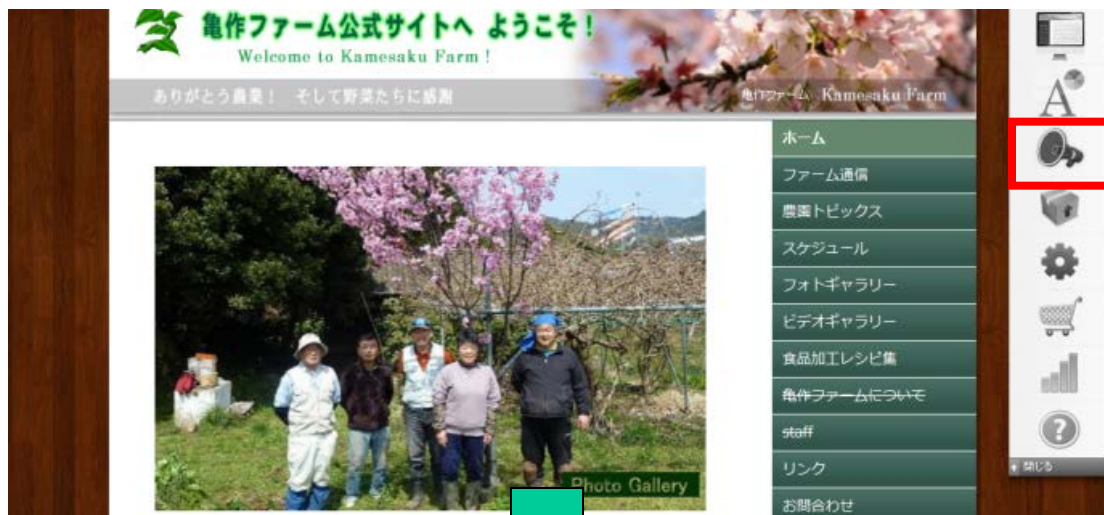 亀作ファーム公式サイトへ ようこそ！
Welcome to Kamesaku Farm !
ありがとう農業！ そして野菜たちに感謝
亀作ファーム Kamesaku Farm
ホーム
ファーム通信
農園トピックス
スケジュール
フォトギャラリー
ビデオギャラリー
食品加工レシピ集
亀作ファームについて
staff
リンク
お問合わせ
Photo Gallery
A
?
閉じる